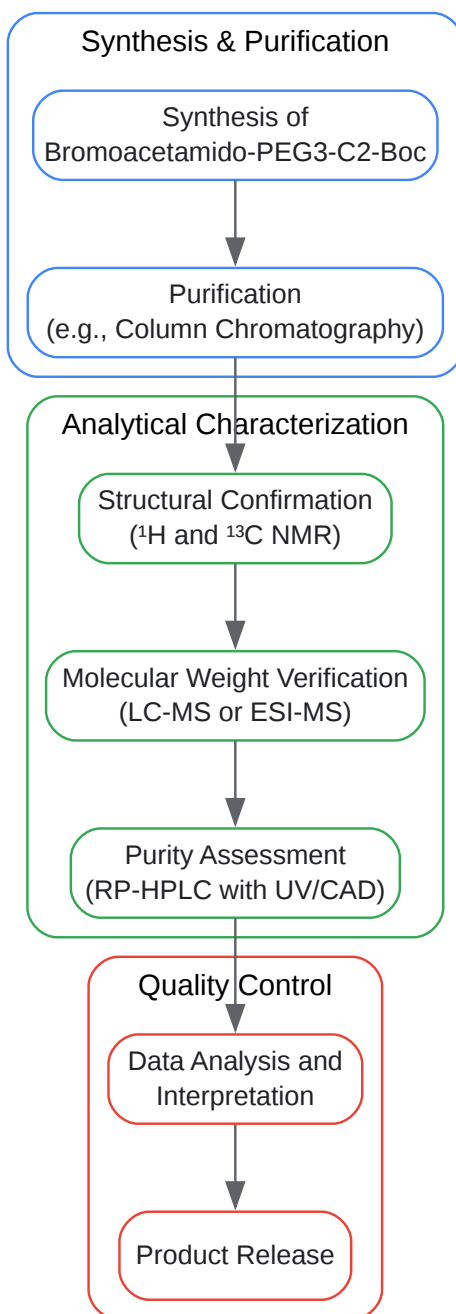 Synthesis & Purification
Synthesis of
Bromoacetamido-PEG3-C2-Boc
Purification
(e.g., Column Chromatography)
Analytical Characterization
Structural Confirmation
(¹H and ¹³C NMR)
Molecular Weight Verification
(LC-MS or ESI-MS)
Purity Assessment
(RP-HPLC with UV/CAD)
Quality Control
Data Analysis and
Interpretation
Product Release